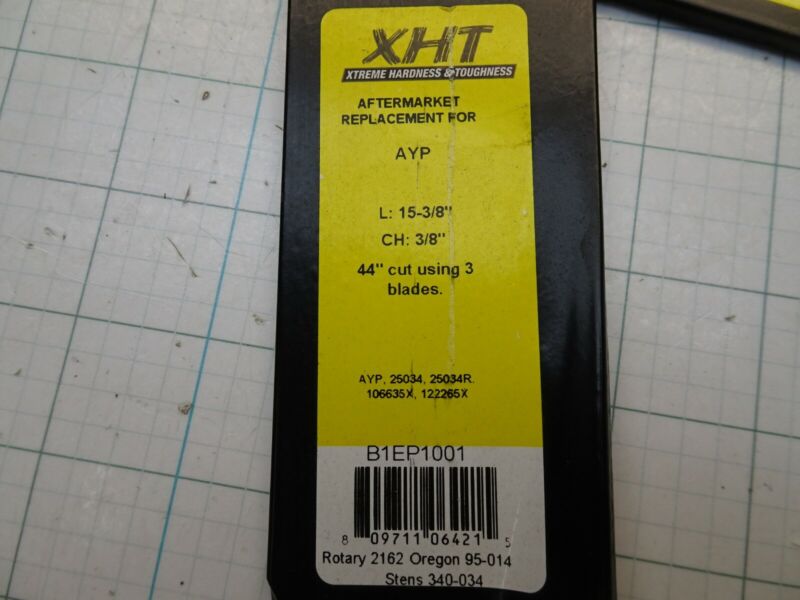 XHT
XTREME HARDNESS & TOUGHNESS
AFTERMARKET
REPLACEMENT FOR
AYP
L: 15-3/8"
CH: 3/8"
44" cut using 3
blades.
AYP, 25034, 25034R.
106635X, 122265X
B1EP1001
8 09711 06421 5
Rotary 2162 Oregon 95-014
Stens 340-034